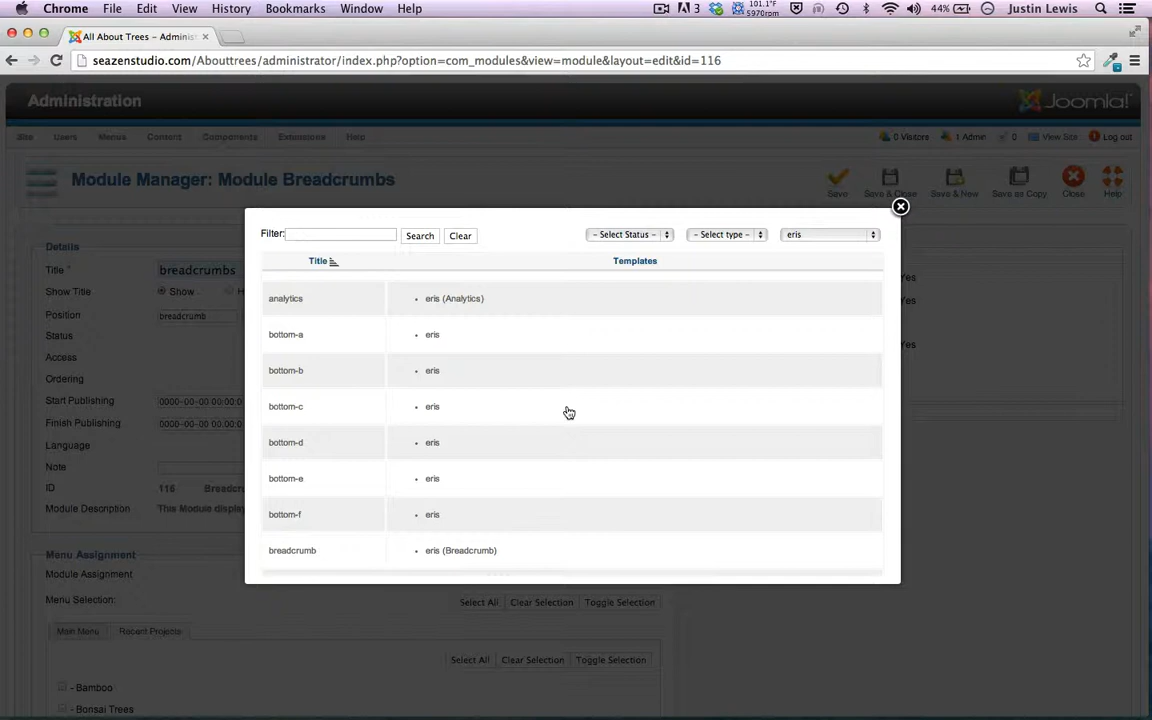 Chrome File Edit View History Bookmarks Window Help 3 101.1°F 5970rpm 44% Justin Lewis
All About Trees – Adminis
seazenstudio.com/Abouttrees/administrator/index.php?option=com_modules&view=module&layout=edit&id=116
Administration Joomla!
Site Users Menus Content Components Extensions Help 0 Visitors 1 Admin 0 View Site Log out
Module Manager: Module Breadcrumbs
Save Save & Close Save & New Save as Copy Close Help
Filter: Search Clear – Select Status – – Select type – eris
Title Templates
analytics eris (Analytics)
bottom-a eris
bottom-b eris
bottom-c eris
bottom-d eris
bottom-e eris
bottom-f eris
breadcrumb eris (Breadcrumb)
Details
Title * breadcrumbs
Show Title Show H
Position breadcrumb
Status
Access
Ordering
Start Publishing 0000-00-00 00:00:0
Finish Publishing 0000-00-00 00:00:0
Language
Note
ID 116 Breadcr
Module Description This Module display
Yes
Yes
Yes
Menu Assignment
Module Assignment
Menu Selection: Select All Clear Selection Toggle Selection
Main Menu Recent Projects
Select All Clear Selection Toggle Selection
- Bamboo
- Bonsai Trees